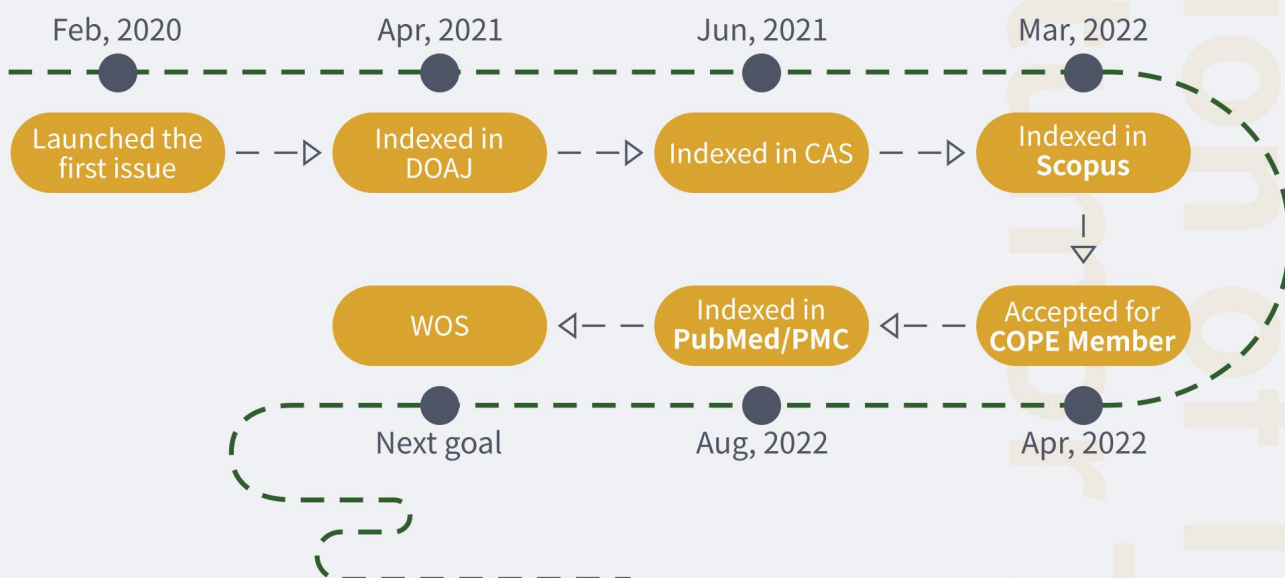 Feb, 2020
Apr, 2021
Jun, 2021
Mar, 2022
Launched the
first issue
Indexed in
DOAJ
Indexed in CAS
Indexed in
Scopus
WOS
Indexed in
PubMed/PMC
Accepted for
COPE Member
Next goal
Aug, 2022
Apr, 2022